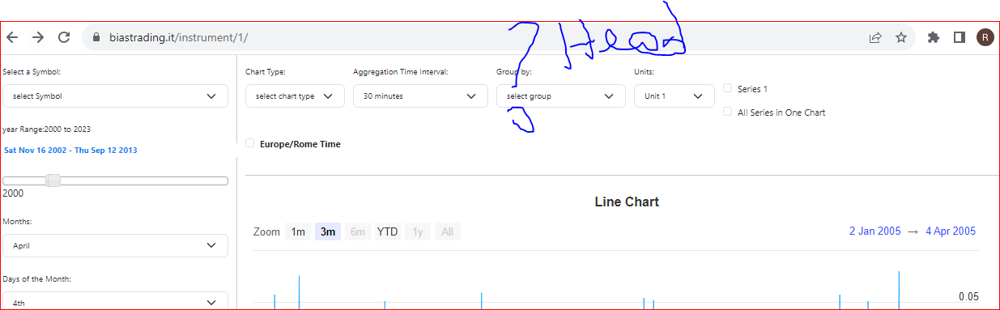 ? Head
biastrading.it/instrument/1/
R
Select a Symbol:
Chart Type:
Aggregation Time Interval:
Group by:
Units:
select Symbol
select chart type
30 minutes
select group
Unit 1
Series 1
All Series in One Chart
year Range:2000 to 2023
Sat Nov 16 2002 - Thu Sep 12 2013
Europe/Rome Time
2000
Line Chart
Months:
Zoom 1m 3m 6m YTD 1y All
2 Jan 2005 → 4 Apr 2005
April
Days of the Month:
4th
0.05